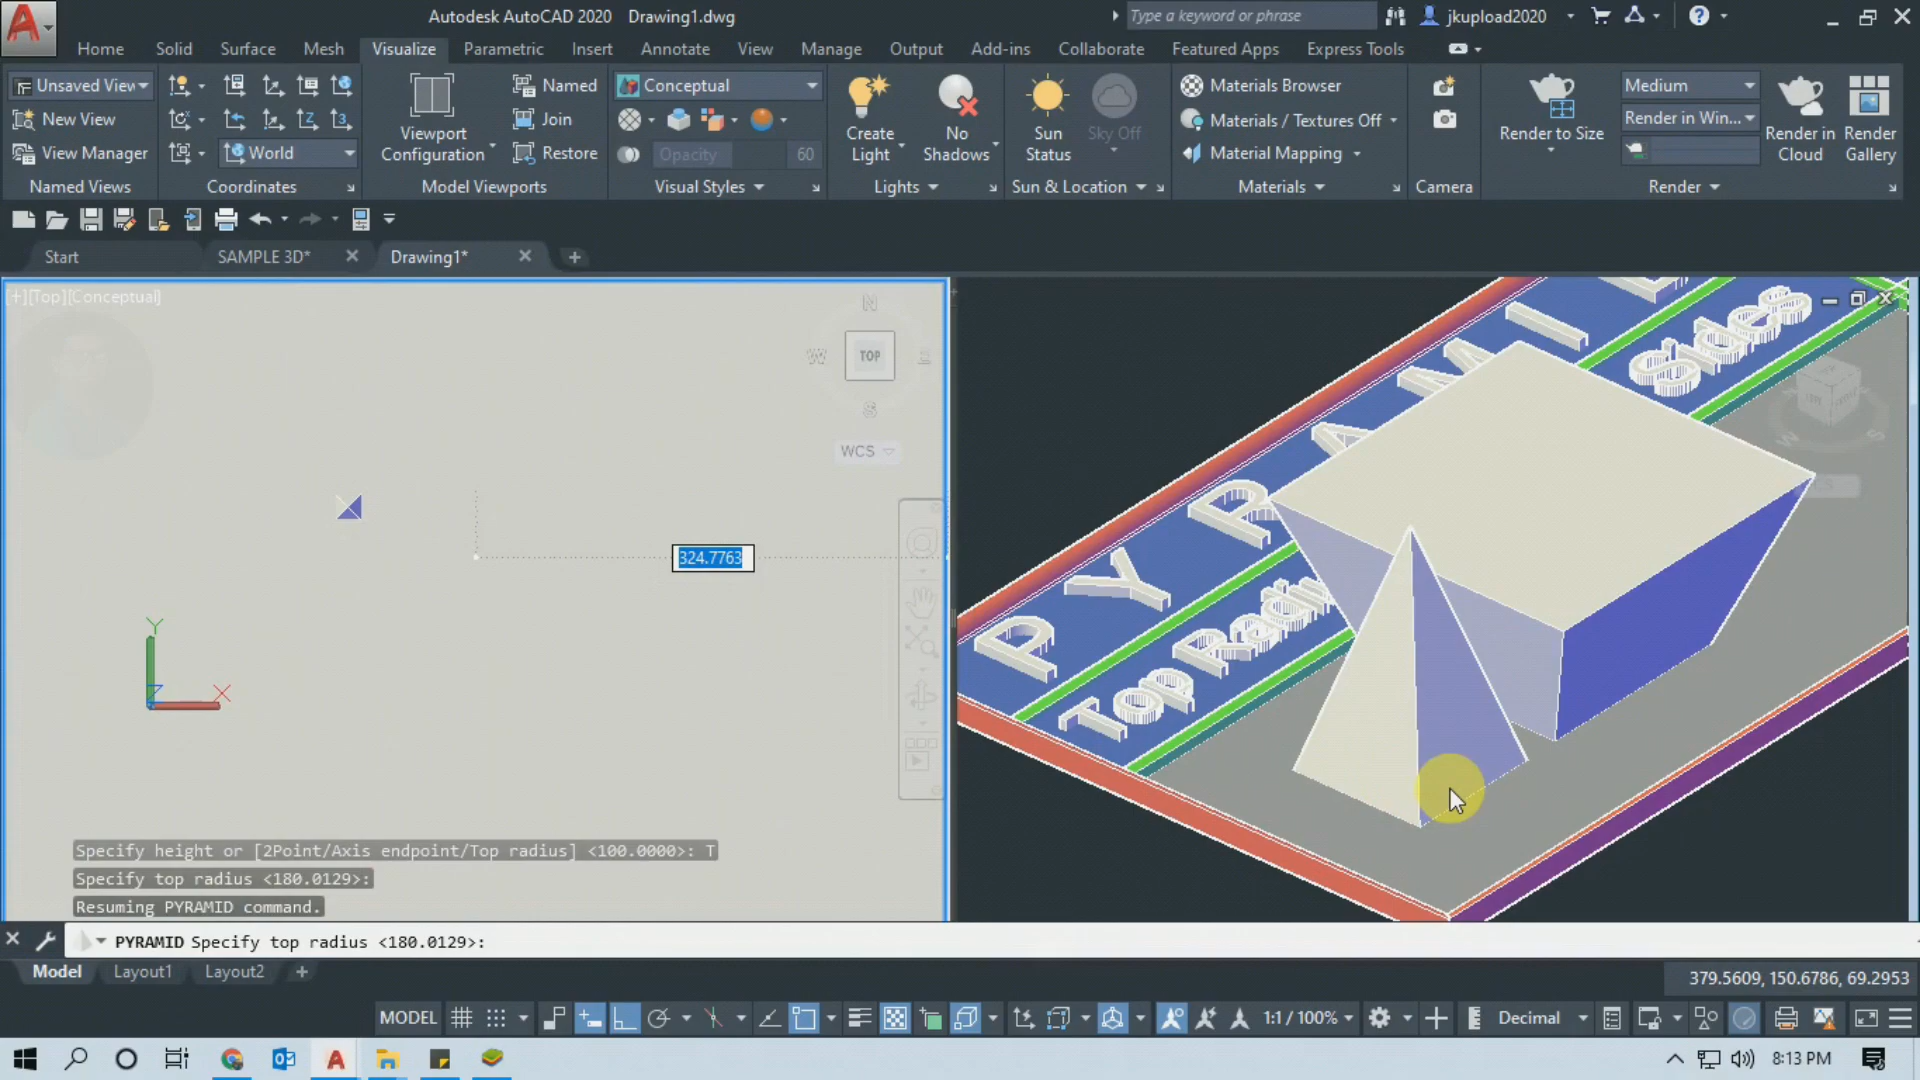 Autodesk AutoCAD 2020 Drawing1.dwg
Type a keyword or phrase
jkupload2020
Home Solid Surface Mesh Visualize Parametric Insert Annotate View Manage Output Add-ins Collaborate Featured Apps Express Tools
Unsaved View
New View
View Manager
Named Views
World
Coordinates
Viewport Configuration
Named
Join
Restore
Model Viewports
Conceptual
Opacity 60
Visual Styles
Create Light
No Shadows
Lights
Sun Status
Sky Off
Sun & Location
Materials Browser
Materials / Textures Off
Material Mapping
Materials
Camera
Render to Size
Medium
Render in Win...
Render in Cloud
Render Gallery
Render
Start SAMPLE 3D* Drawing1*
[+][Top][Conceptual]
N
W TOP E
S
WCS
324.7763
Y
X
Z
P Y R A M I
Top Radiu
Sides
W S
Specify height or [2Point/Axis endpoint/Top radius] <100.0000>: T
Specify top radius <180.0129>:
Resuming PYRAMID command.
PYRAMID Specify top radius <180.0129>:
Model Layout1 Layout2
379.5609, 150.6786, 69.2953
MODEL 1:1 / 100% Decimal
8:13 PM